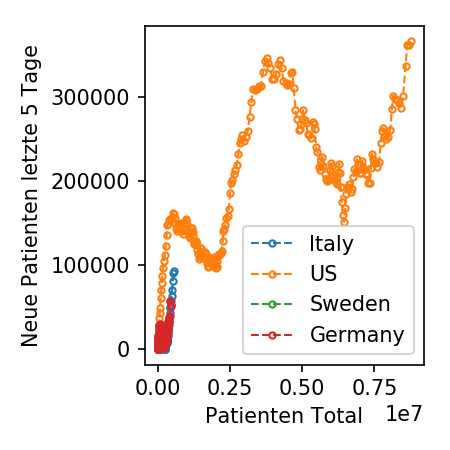 Neue Patienten letzte 5 Tage
300000
200000
100000
0
Italy
US
Sweden
Germany
0.0 0.25 0.50 0.75
1e7
Patienten Total